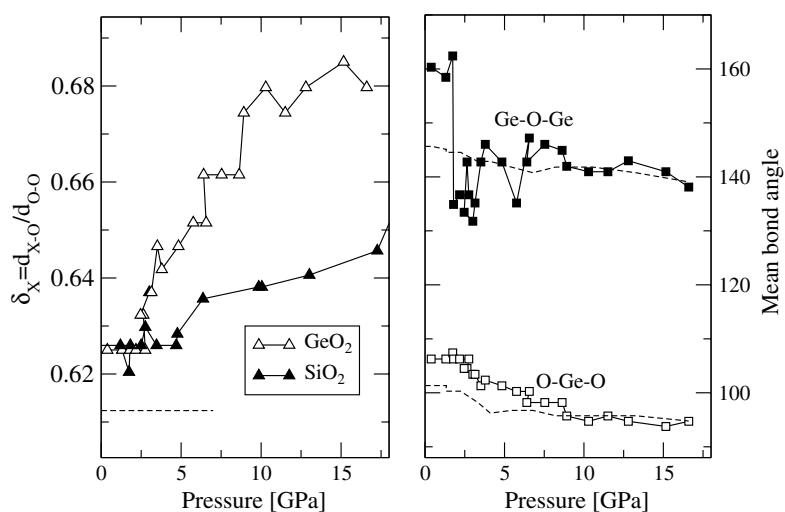 0.68
0.66
0.64
0.62
δX=dX-O/dO-O
GeO2
SiO2
0 5 10 15
Pressure [GPa]
Ge-O-Ge
O-Ge-O
160
140
120
100
Mean bond angle
0 5 10 15
Pressure [GPa]